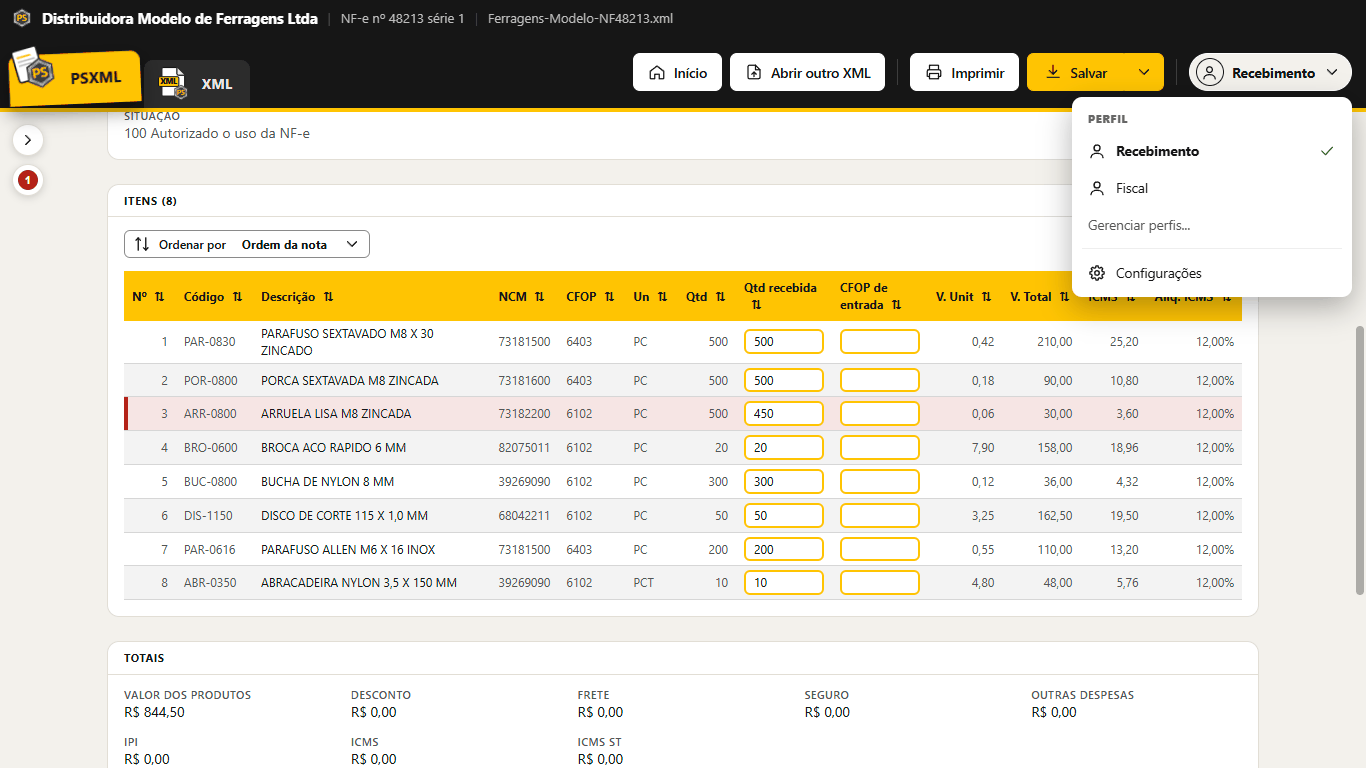 Distribuidora Modelo de Ferragens Ltda | NF-e nº 48213 série 1 | Ferragens-Modelo-NF48213.xml
PSXML
XML
Início
Abrir outro XML
Imprimir
Salvar
Recebimento
PERFIL
Recebimento
Fiscal
Gerenciar perfis...
Configurações
1
SITUAÇÃO
100 Autorizado o uso da NF-e
ITENS (8)
Ordenar por Ordem da nota
Nº Código Descrição NCM CFOP Un Qtd Qtd recebida CFOP de entrada V. Unit V. Total ICMS Aliq. ICMS
1 PAR-0830 PARAFUSO SEXTAVADO M8 X 30 ZINCADO 73181500 6403 PC 500 500 0,42 210,00 25,20 12,00%
2 POR-0800 PORCA SEXTAVADA M8 ZINCADA 73181600 6403 PC 500 500 0,18 90,00 10,80 12,00%
3 ARR-0800 ARRUELA LISA M8 ZINCADA 73182200 6102 PC 500 450 0,06 30,00 3,60 12,00%
4 BRO-0600 BROCA ACO RAPIDO 6 MM 82075011 6102 PC 20 20 7,90 158,00 18,96 12,00%
5 BUC-0800 BUCHA DE NYLON 8 MM 39269090 6102 PC 300 300 0,12 36,00 4,32 12,00%
6 DIS-1150 DISCO DE CORTE 115 X 1,0 MM 68042211 6102 PC 50 50 3,25 162,50 19,50 12,00%
7 PAR-0616 PARAFUSO ALLEN M6 X 16 INOX 73181500 6403 PC 200 200 0,55 110,00 13,20 12,00%
8 ABR-0350 ABRACADEIRA NYLON 3,5 X 150 MM 39269090 6102 PCT 10 10 4,80 48,00 5,76 12,00%
TOTAIS
VALOR DOS PRODUTOS DESCONTO FRETE SEGURO OUTRAS DESPESAS
R$ 844,50 R$ 0,00 R$ 0,00 R$ 0,00 R$ 0,00
IPI ICMS ICMS ST
R$ 0,00 R$ 0,00 R$ 0,00